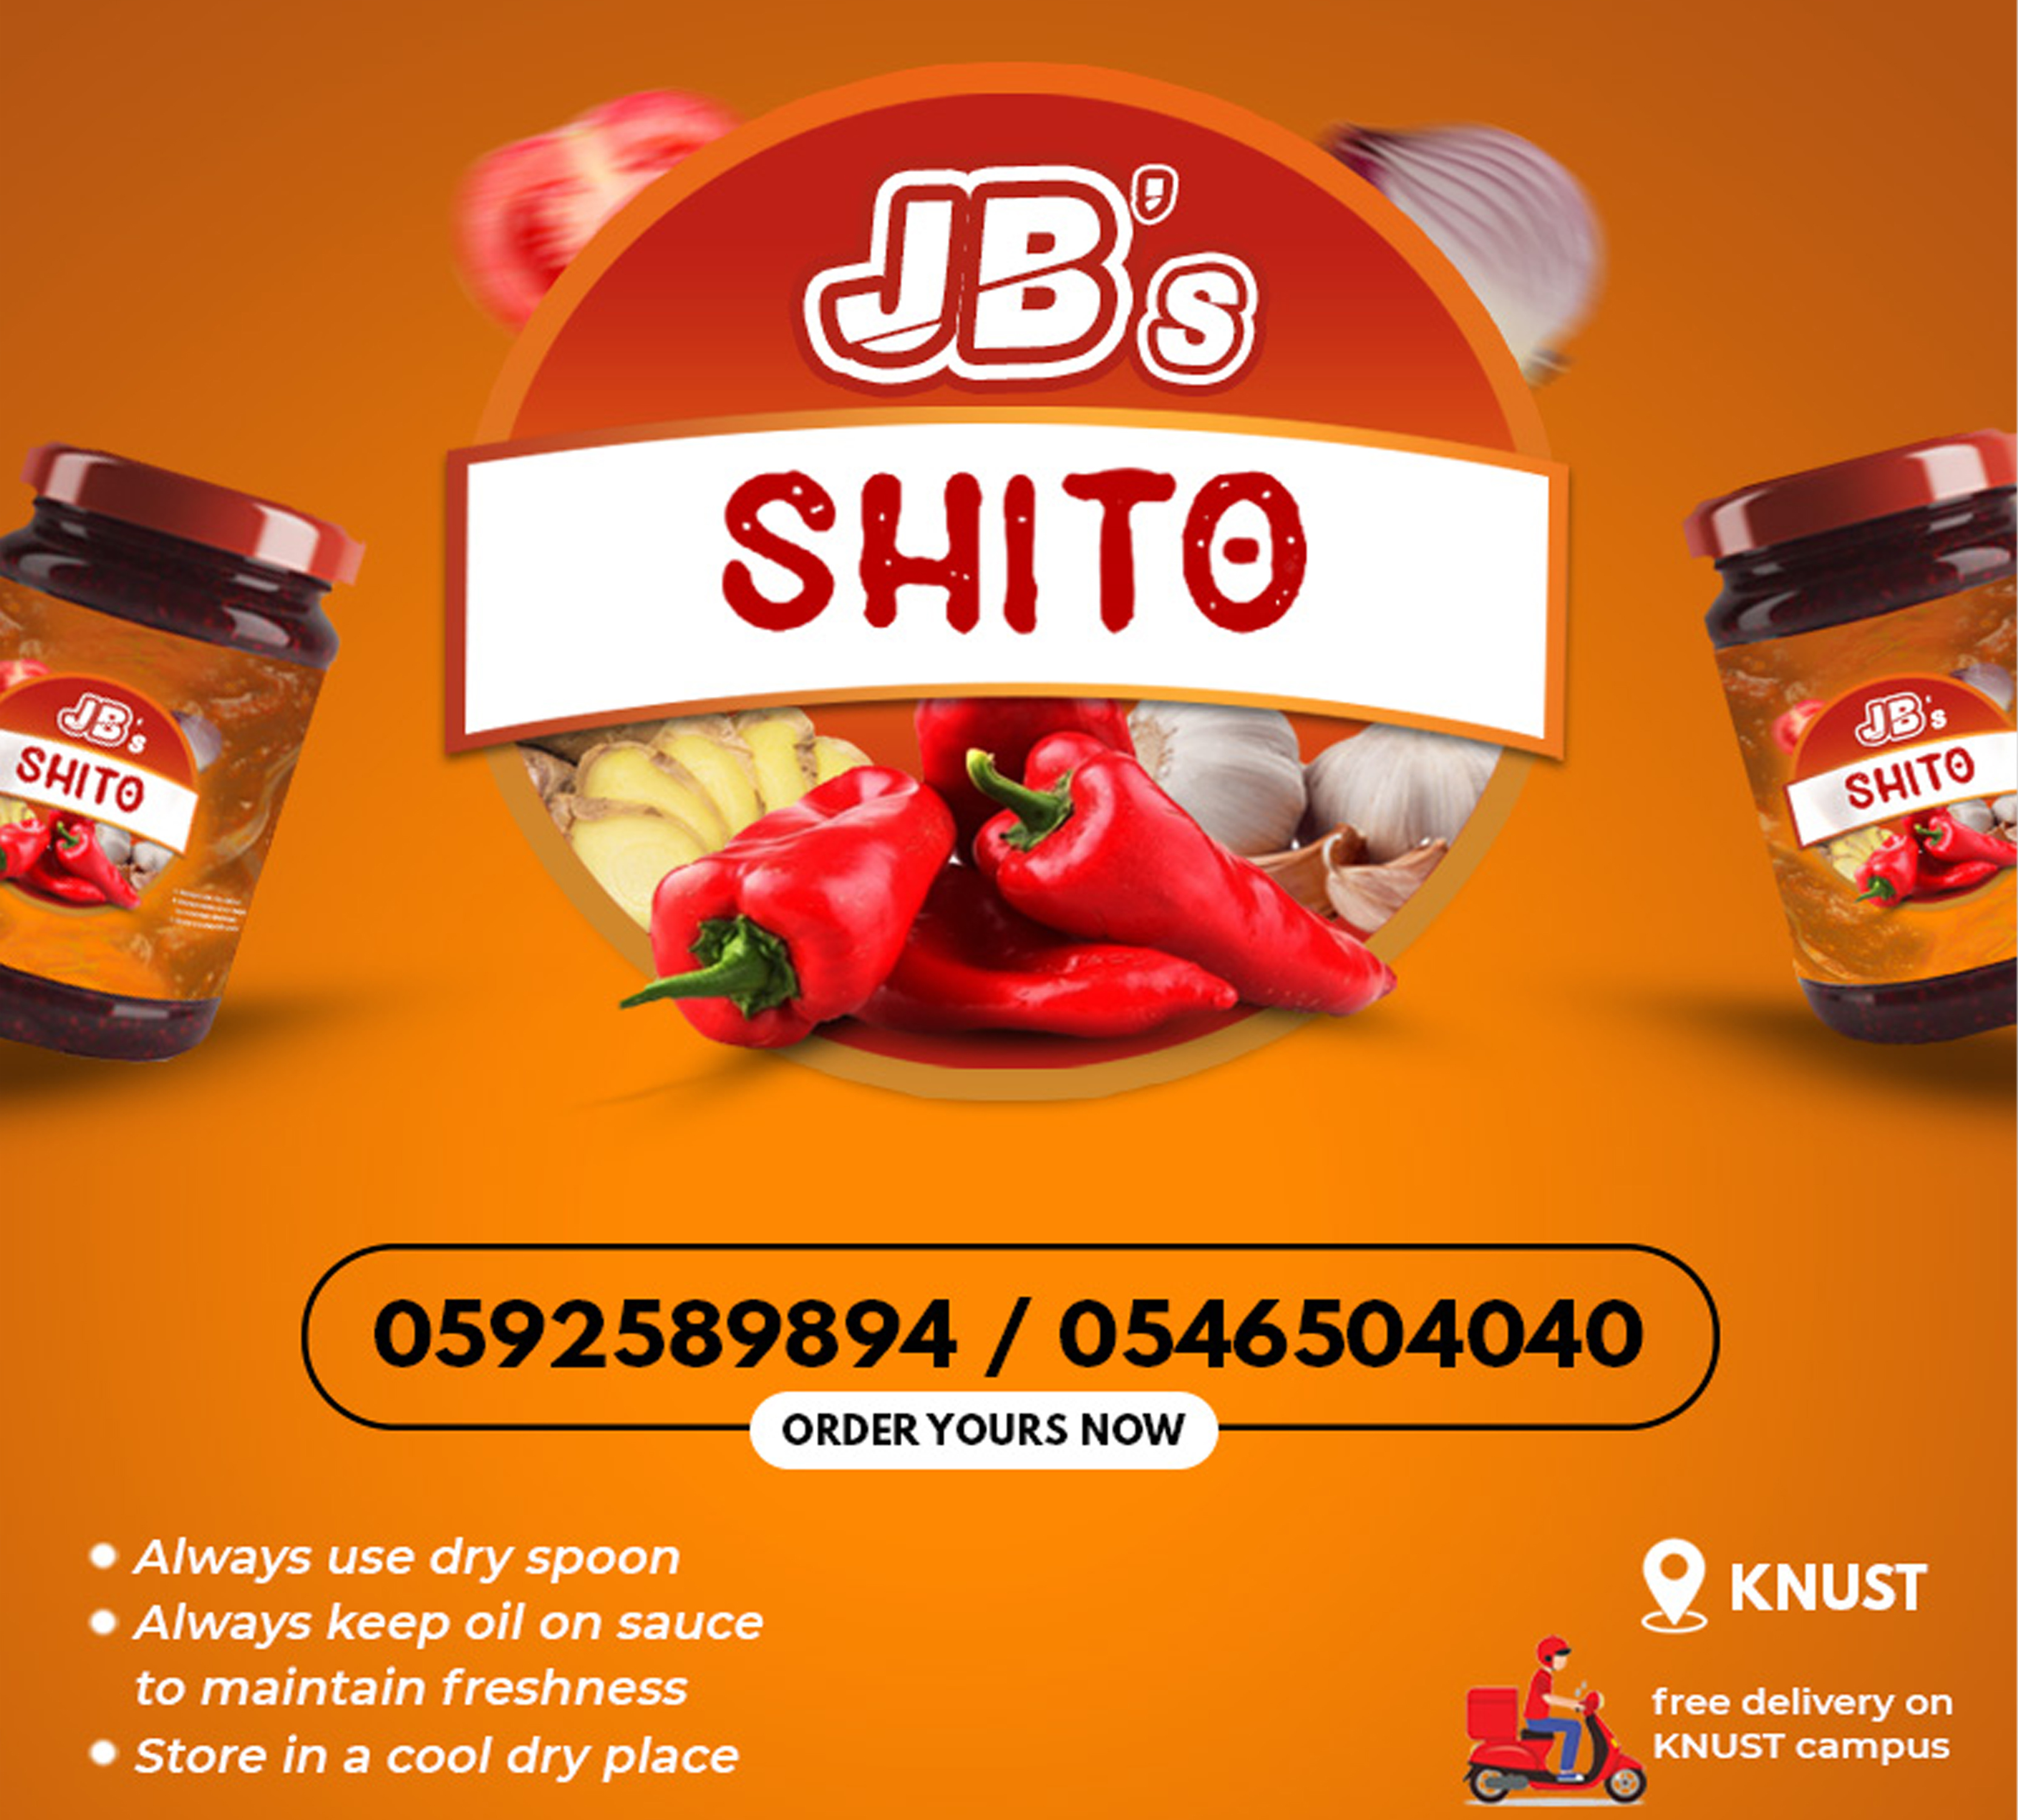 JB's
SHITO
JB's
SHITO
JB's
SHITO
0592589894 / 0546504040
ORDER YOURS NOW
• Always use dry spoon
• Always keep oil on sauce
to maintain freshness
• Store in a cool dry place
KNUST
free delivery on
KNUST campus